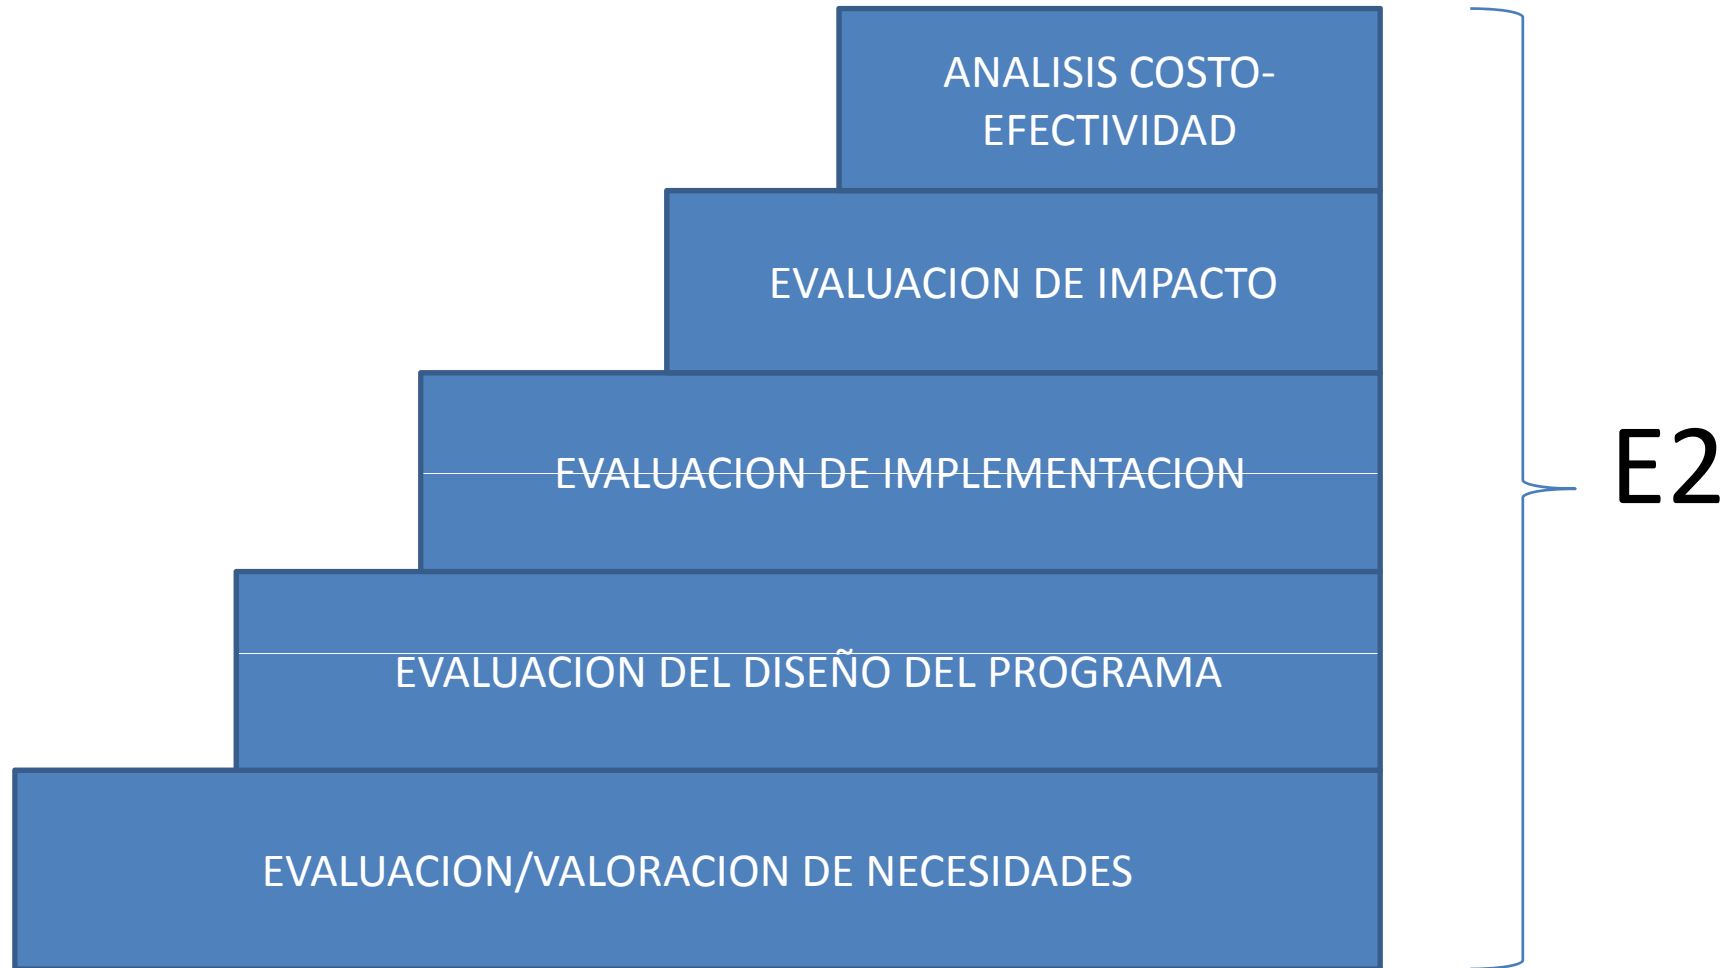 ANALISIS COSTO-
EFECTIVIDAD
EVALUACION DE IMPACTO
EVALUACION DE IMPLEMENTACION
E2
EVALUACION DEL DISEÑO DEL PROGRAMA
EVALUACION/VALORACION DE NECESIDADES